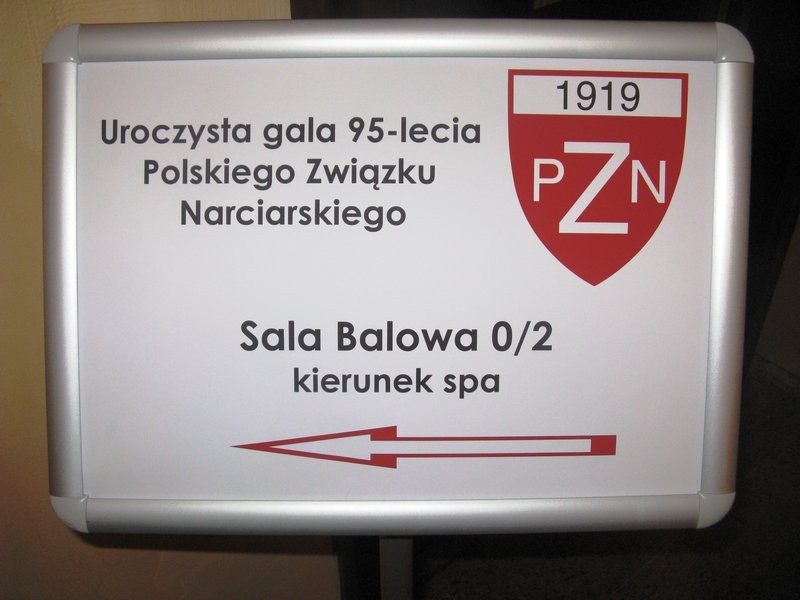 Uroczysta gala 95-lecia
Polskiego Związku
Narciarskiego
1919
PZN
Sala Balowa 0/2
kierunek spa